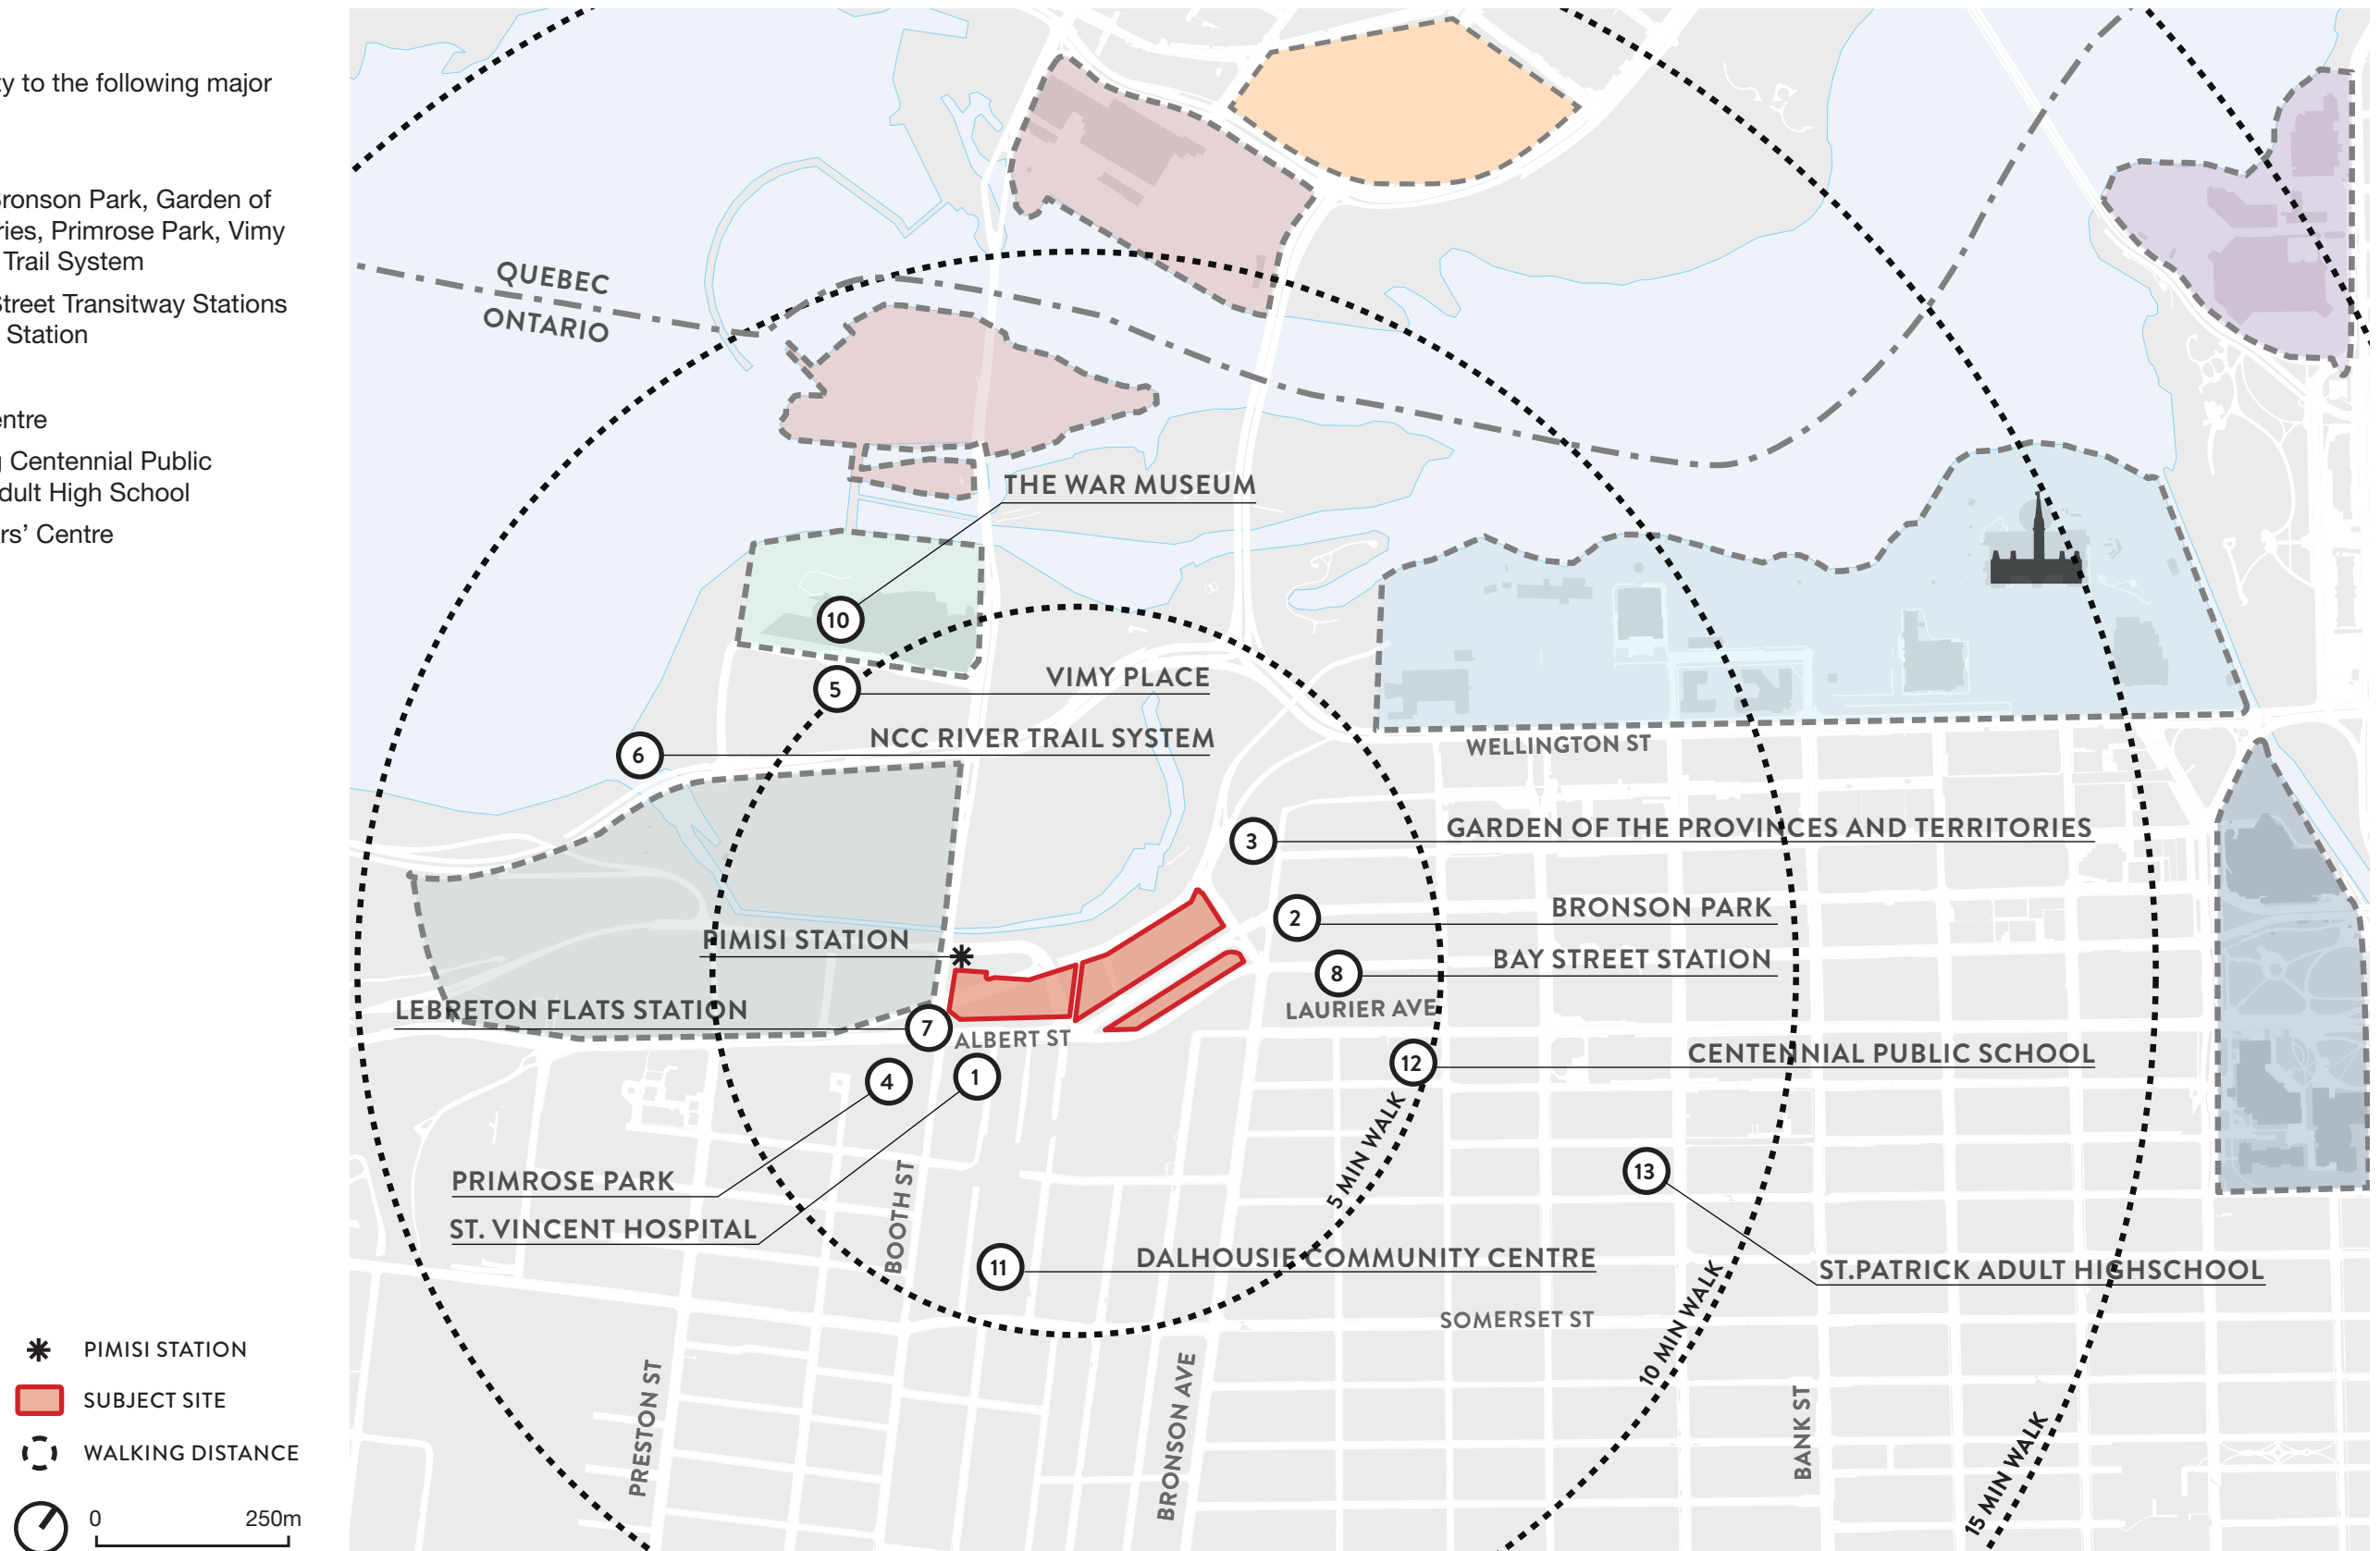 ty to the following major
Bronson Park, Garden of
ries, Primrose Park, Vimy
Trail System
Street Transitway Stations
Station
entre
g Centennial Public
dult High School
rs' Centre
QUEBEC
ONTARIO
THE WAR MUSEUM
10
5
VIMY PLACE
6
NCC RIVER TRAIL SYSTEM
WELLINGTON ST
3
GARDEN OF THE PROVINCES AND TERRITORIES
2
BRONSON PARK
PIMISI STATION
8
BAY STREET STATION
LEBRETON FLATS STATION
7
ALBERT ST
LAURIER AVE
12
CENTENNIAL PUBLIC SCHOOL
4
1
5 MIN WALK
PRIMROSE PARK
ST. VINCENT HOSPITAL
BOOTH ST
13
11
DALHOUSIE COMMUNITY CENTRE
ST.PATRICK ADULT HIGHSCHOOL
SOMERSET ST
10 MIN WALK
PRESTON ST
BRONSON AVE
BANK ST
15 MIN WALK
PIMISI STATION
SUBJECT SITE
WALKING DISTANCE
0 250m